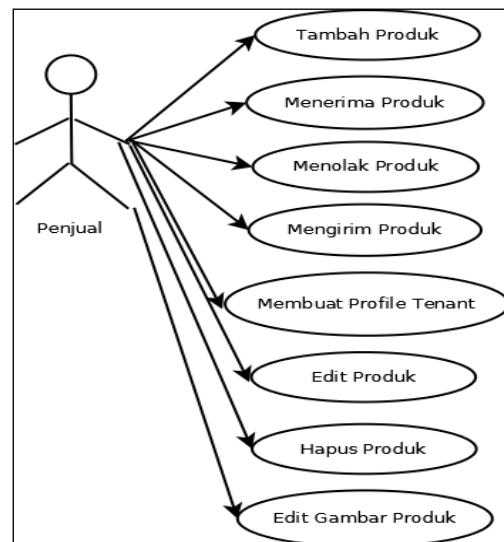 Tambah Produk
Menerima Produk
Menolak Produk
Mengirim Produk
Penjual
Membuat Profile Tenant
Edit Produk
Hapus Produk
Edit Gambar Produk